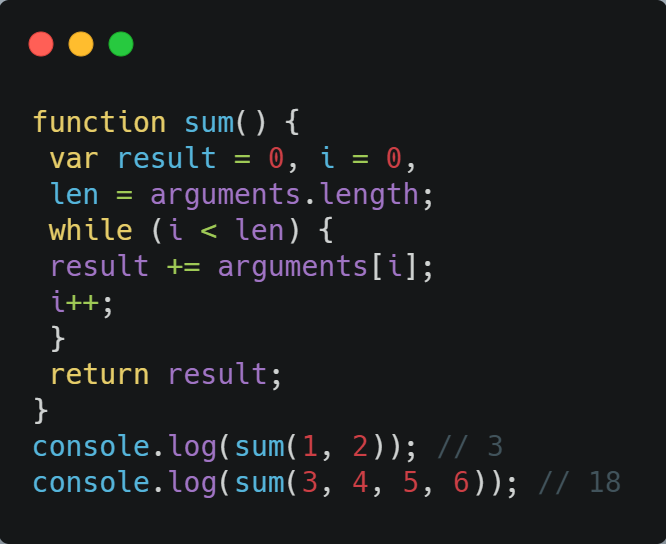 function sum() {
 var result = 0, i = 0,
 len = arguments.length;
 while (i < len) {
 result += arguments[i];
 i++;
 }
 return result;
}
console.log(sum(1, 2)); // 3
console.log(sum(3, 4, 5, 6)); // 18